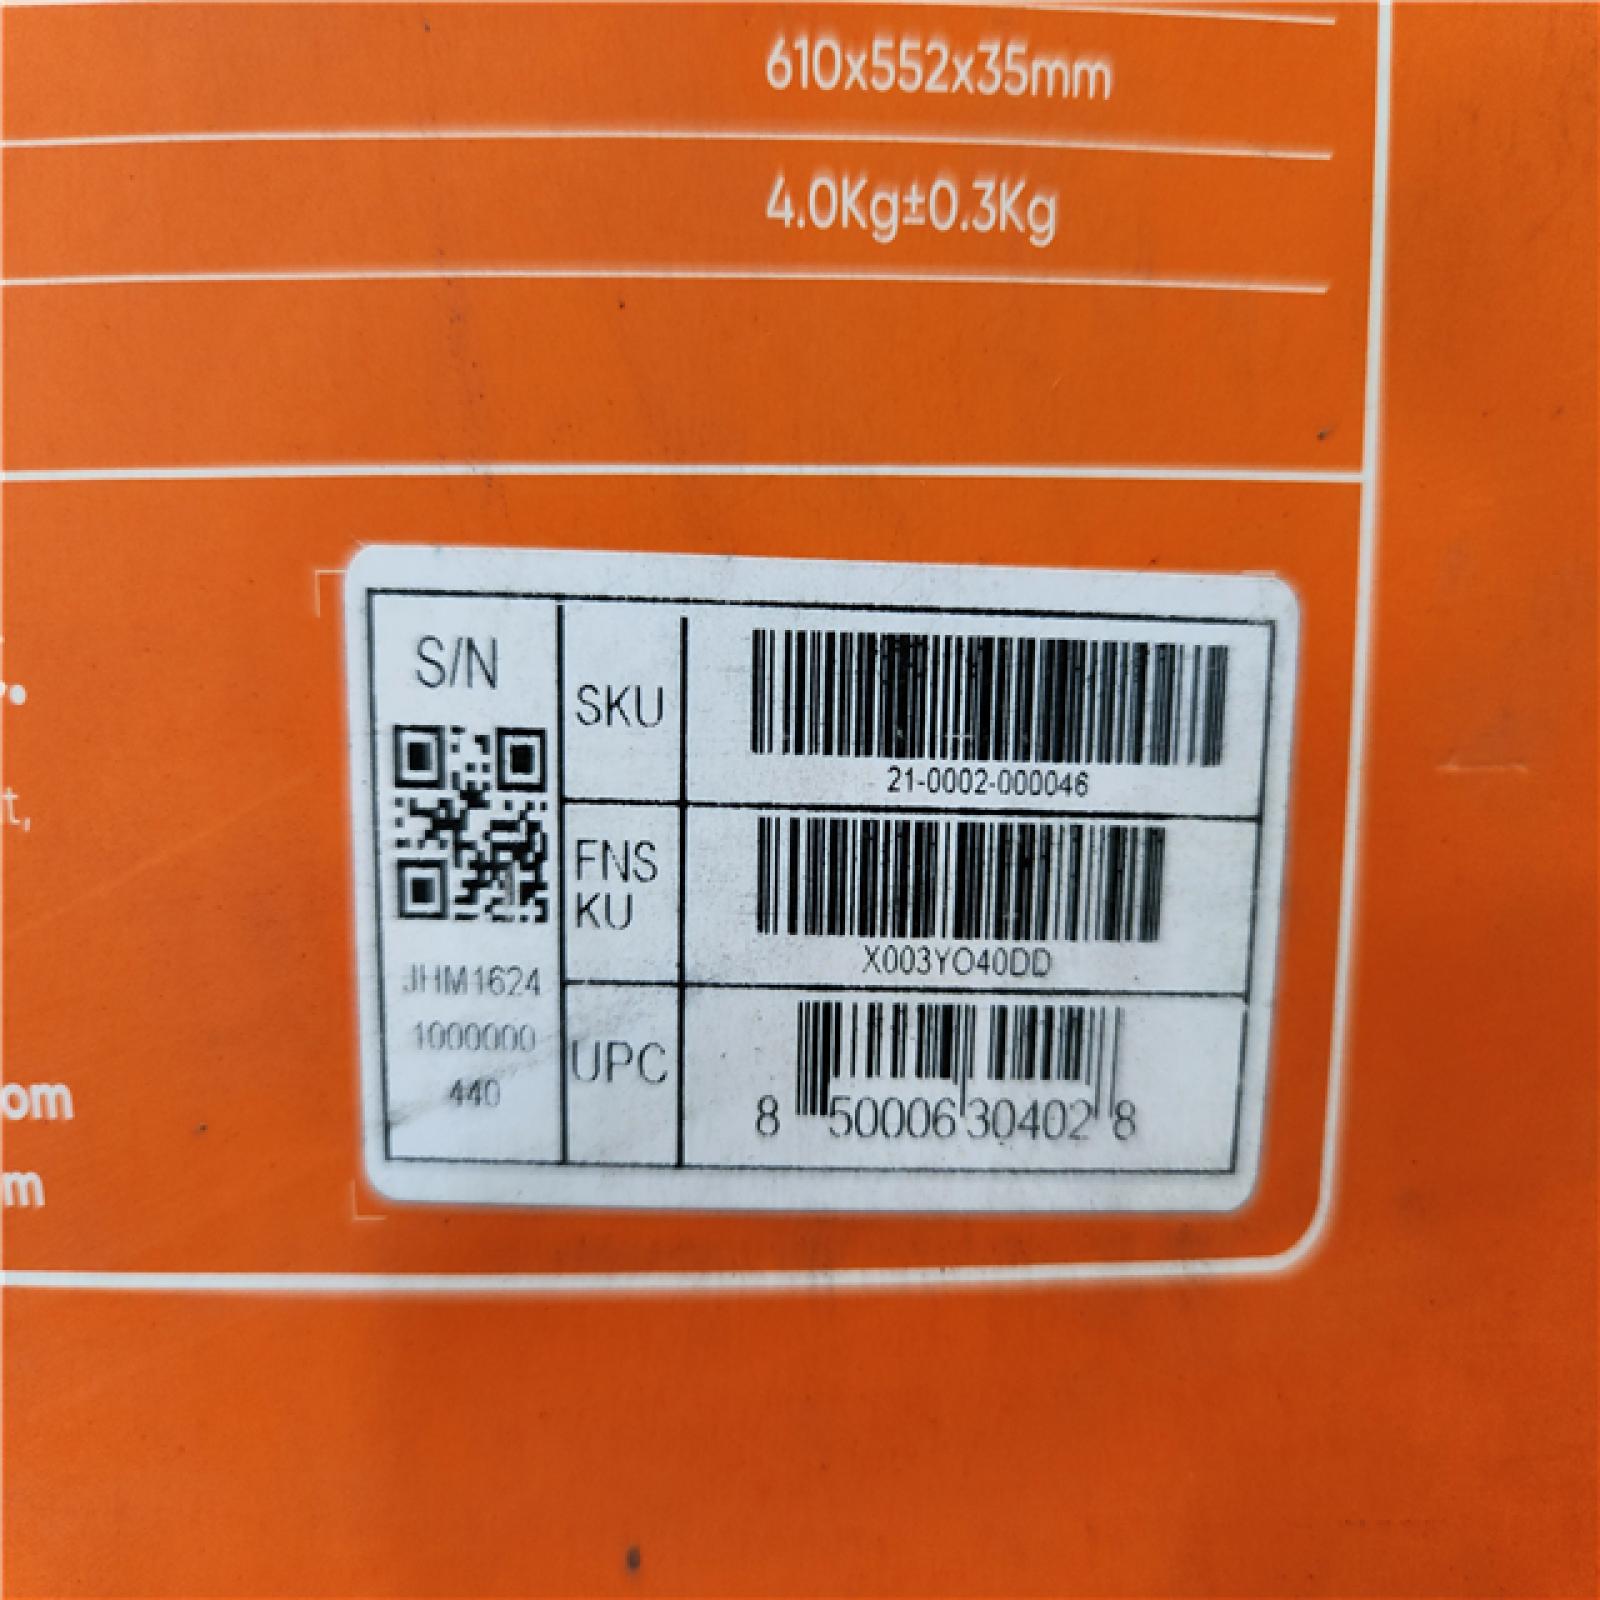 610x552x35mm
4.0Kg±0.3Kg
t,
om
m
S/N
JHM1624
1000000
440
SKU
21-0002-000046
FNS
KU
X003YO40DD
UPC
8 50006 30402 8